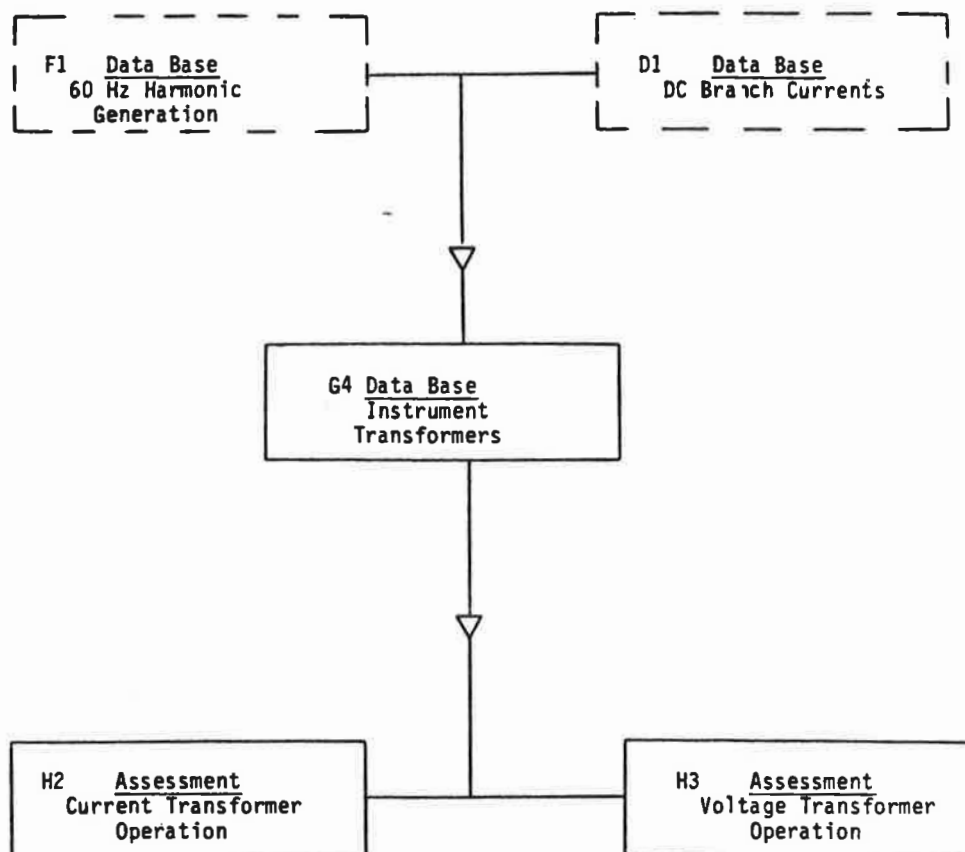 F1 Data Base
60 Hz Harmonic
Generation
D1 Data Base
DC Branch Currents
G4 Data Base
Instrument
Transformers
H2 Assessment
Current Transformer
Operation
H3 Assessment
Voltage Transformer
Operation